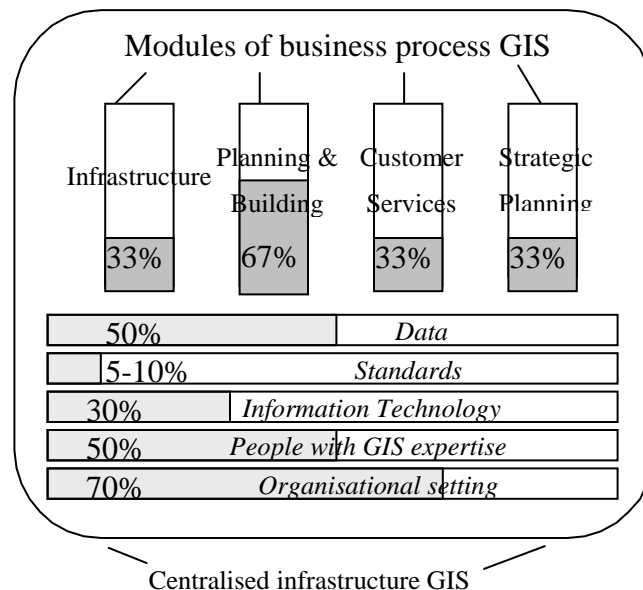 Modules of business process GIS
Infrastructure
Planning &
Building
Customer
Services
Strategic
Planning
33%
67%
33%
33%
50% Data
5-10% Standards
30% Information Technology
50% People with GIS expertise
70% Organisational setting
Centralised infrastructure GIS